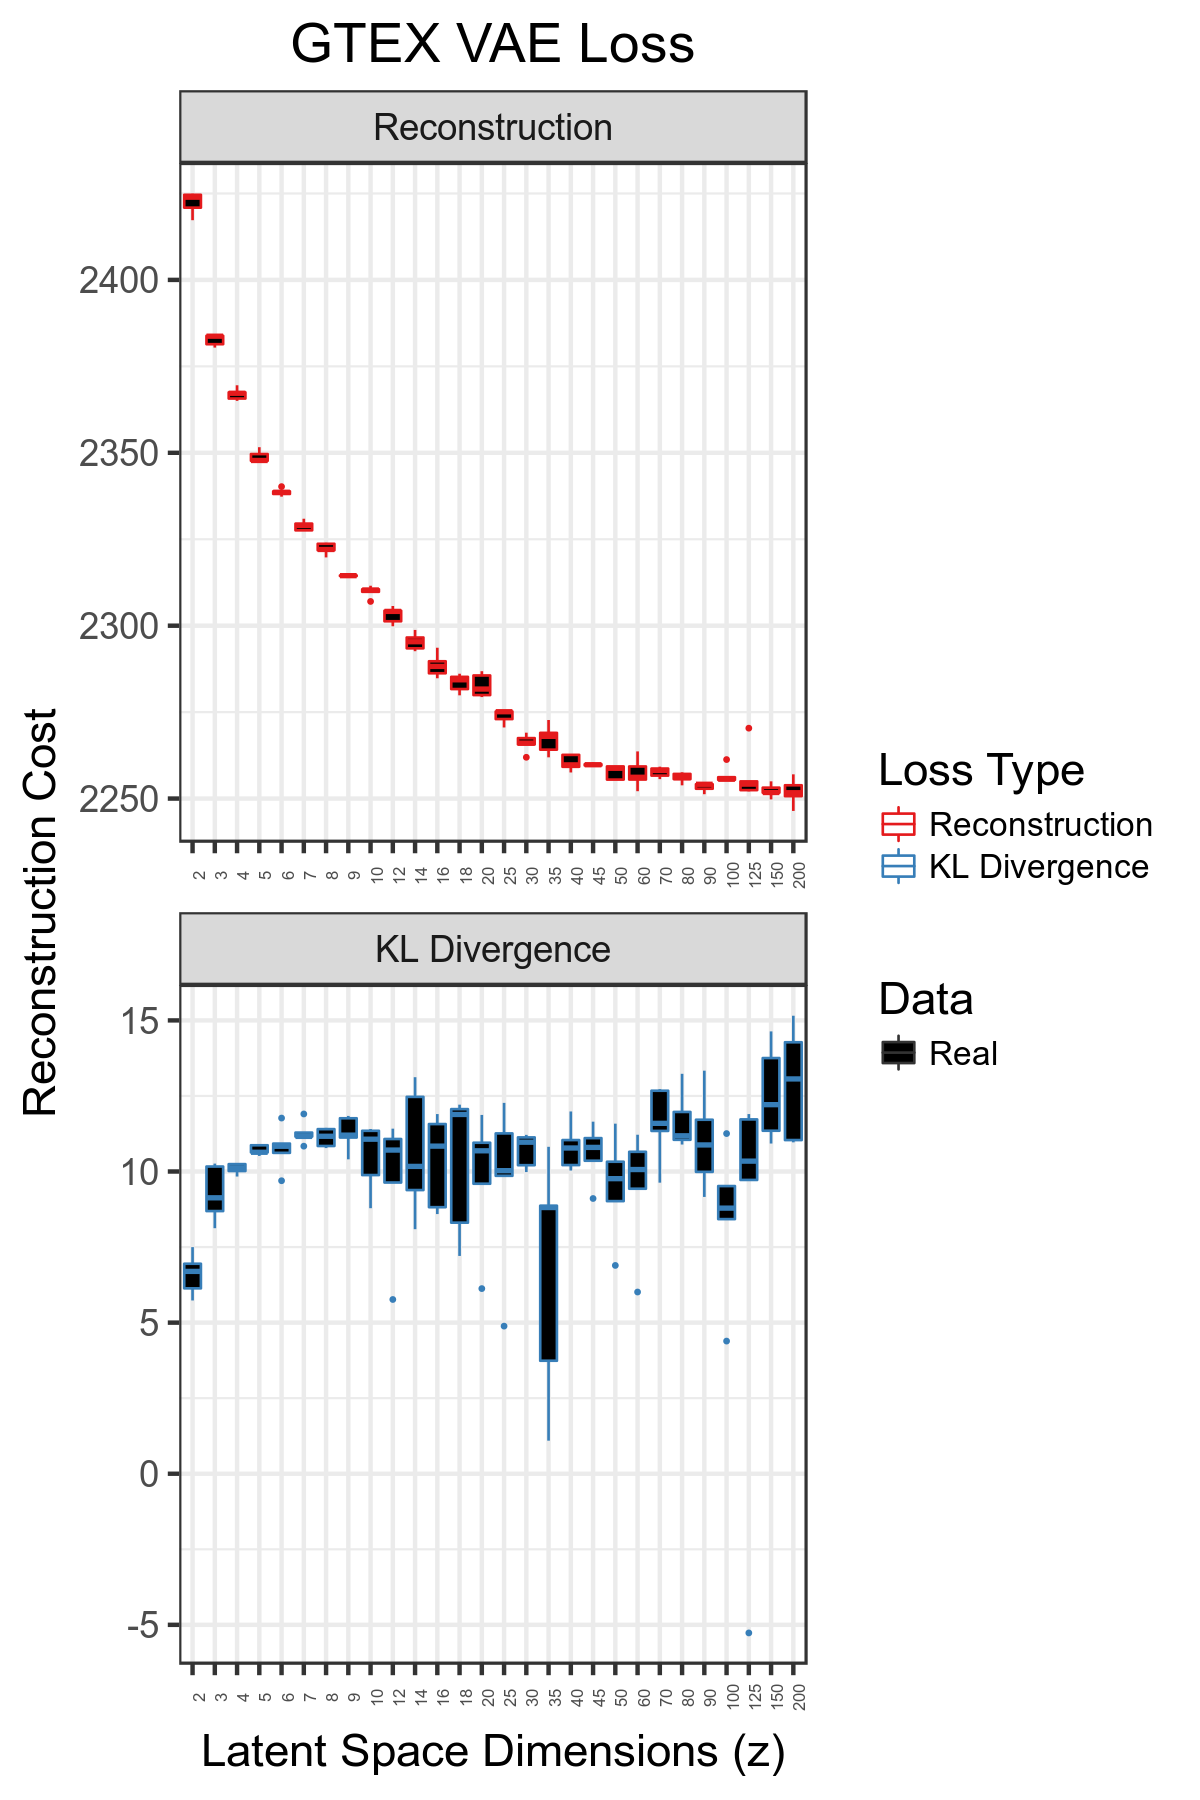 GTEX VAE Loss
Reconstruction
2400
2350
2300
2250
2 3 4 5 6 7 8 9 10 12 14 16 18 20 25 30 35 40 45 50 60 70 80 90 100 125 150 200
KL Divergence
15
10
5
0
-5
2 3 4 5 6 7 8 9 10 12 14 16 18 20 25 30 35 40 45 50 60 70 80 90 100 125 150 200
Latent Space Dimensions (z)
Reconstruction Cost
Loss Type
Reconstruction
KL Divergence
Data
Real